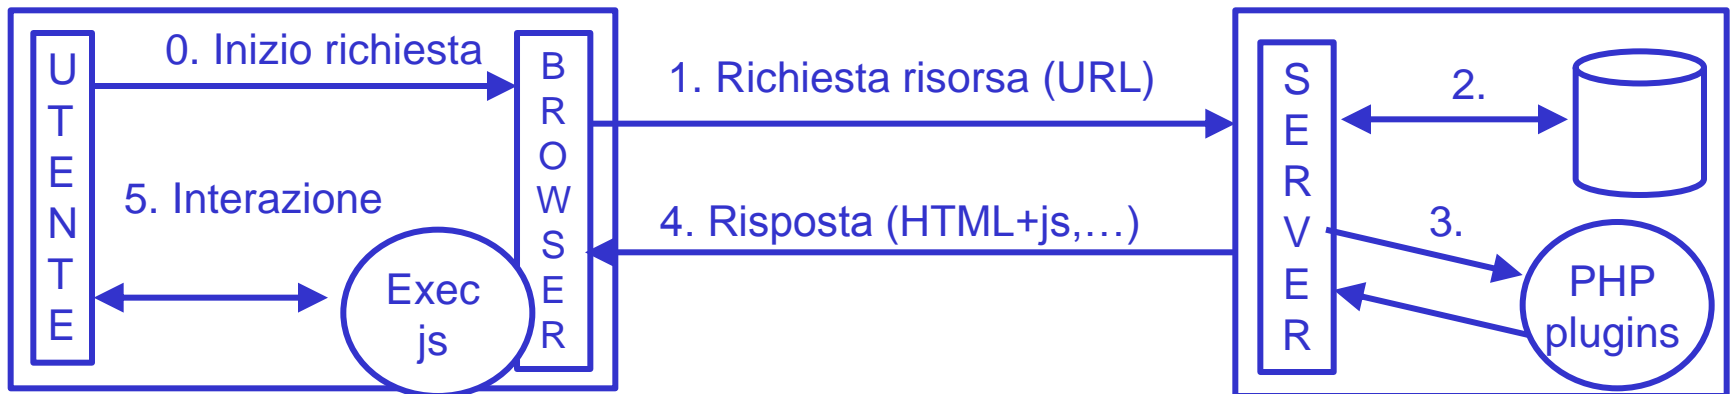 UTENTE
0. Inizio richiesta
BROWSER
5. Interazione
Exec
js
1. Richiesta risorsa (URL)
4. Risposta (HTML+js,…)
SERVER
2.
3.
PHP
plugins